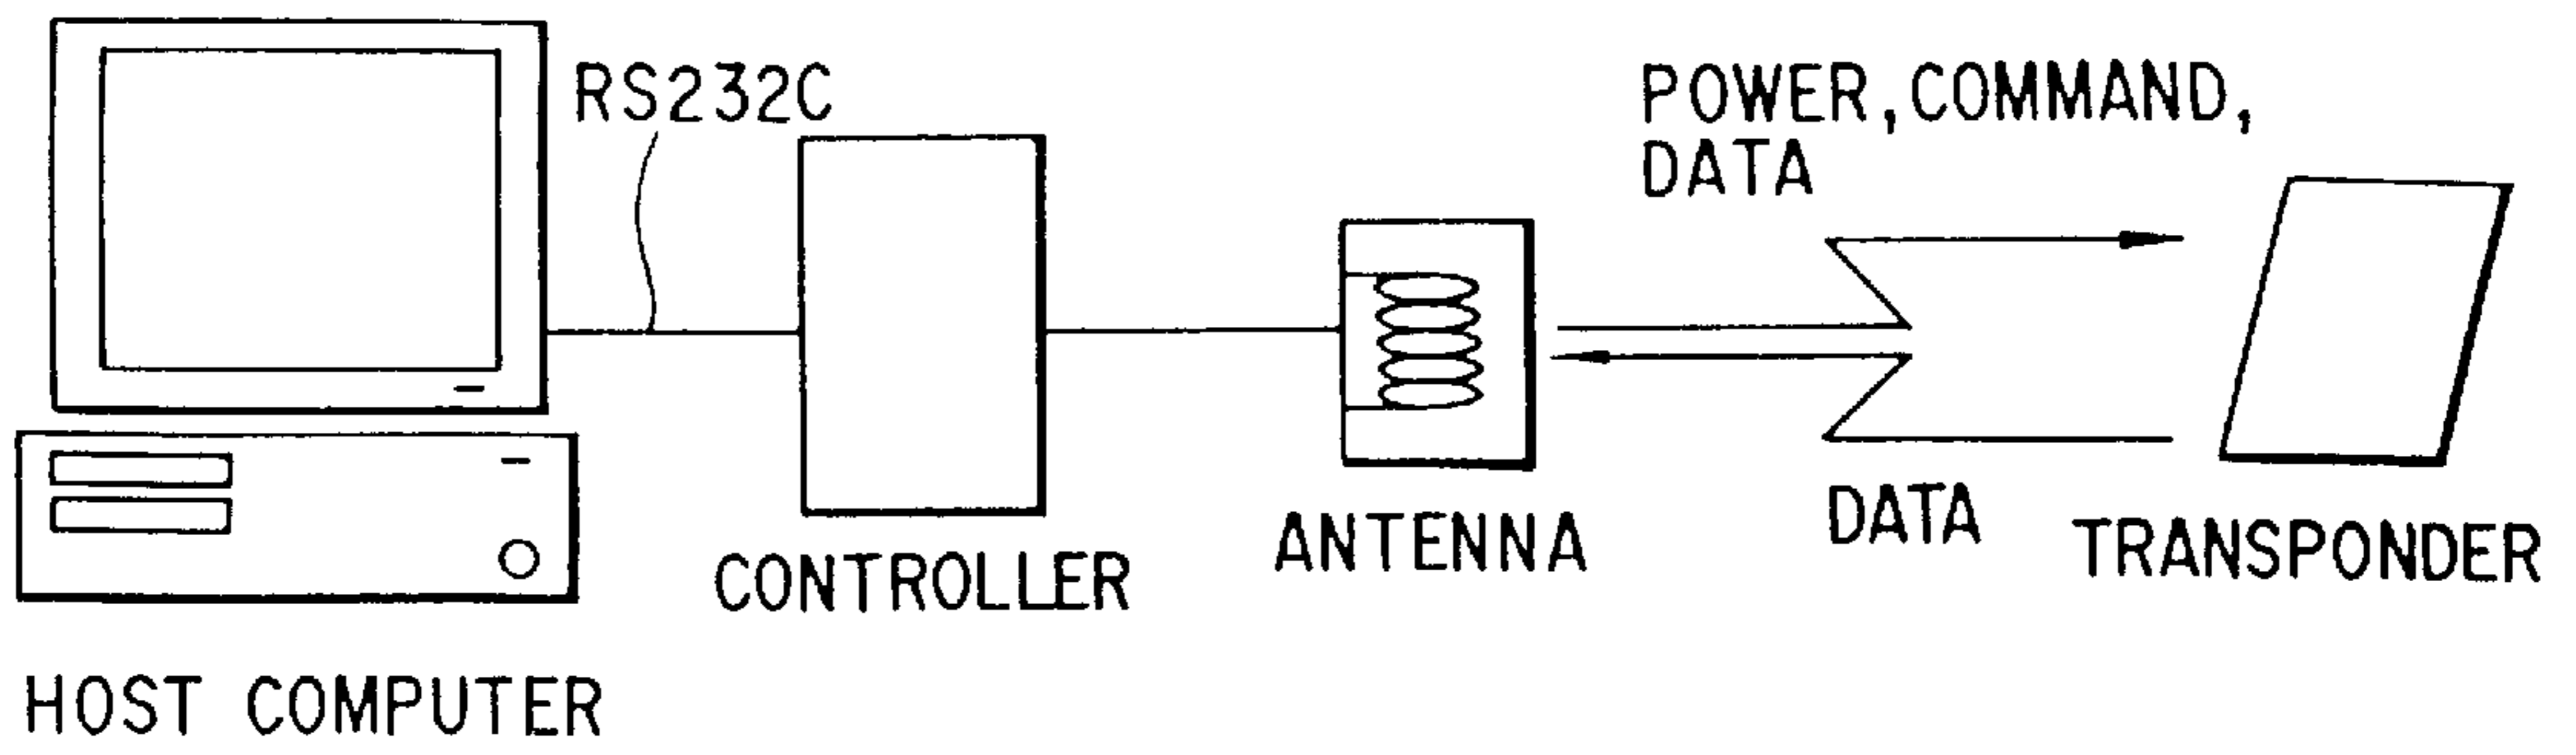 RS232C
POWER, COMMAND,
DATA
DATA
ANTENNA
TRANSPONDER
CONTROLLER
HOST COMPUTER